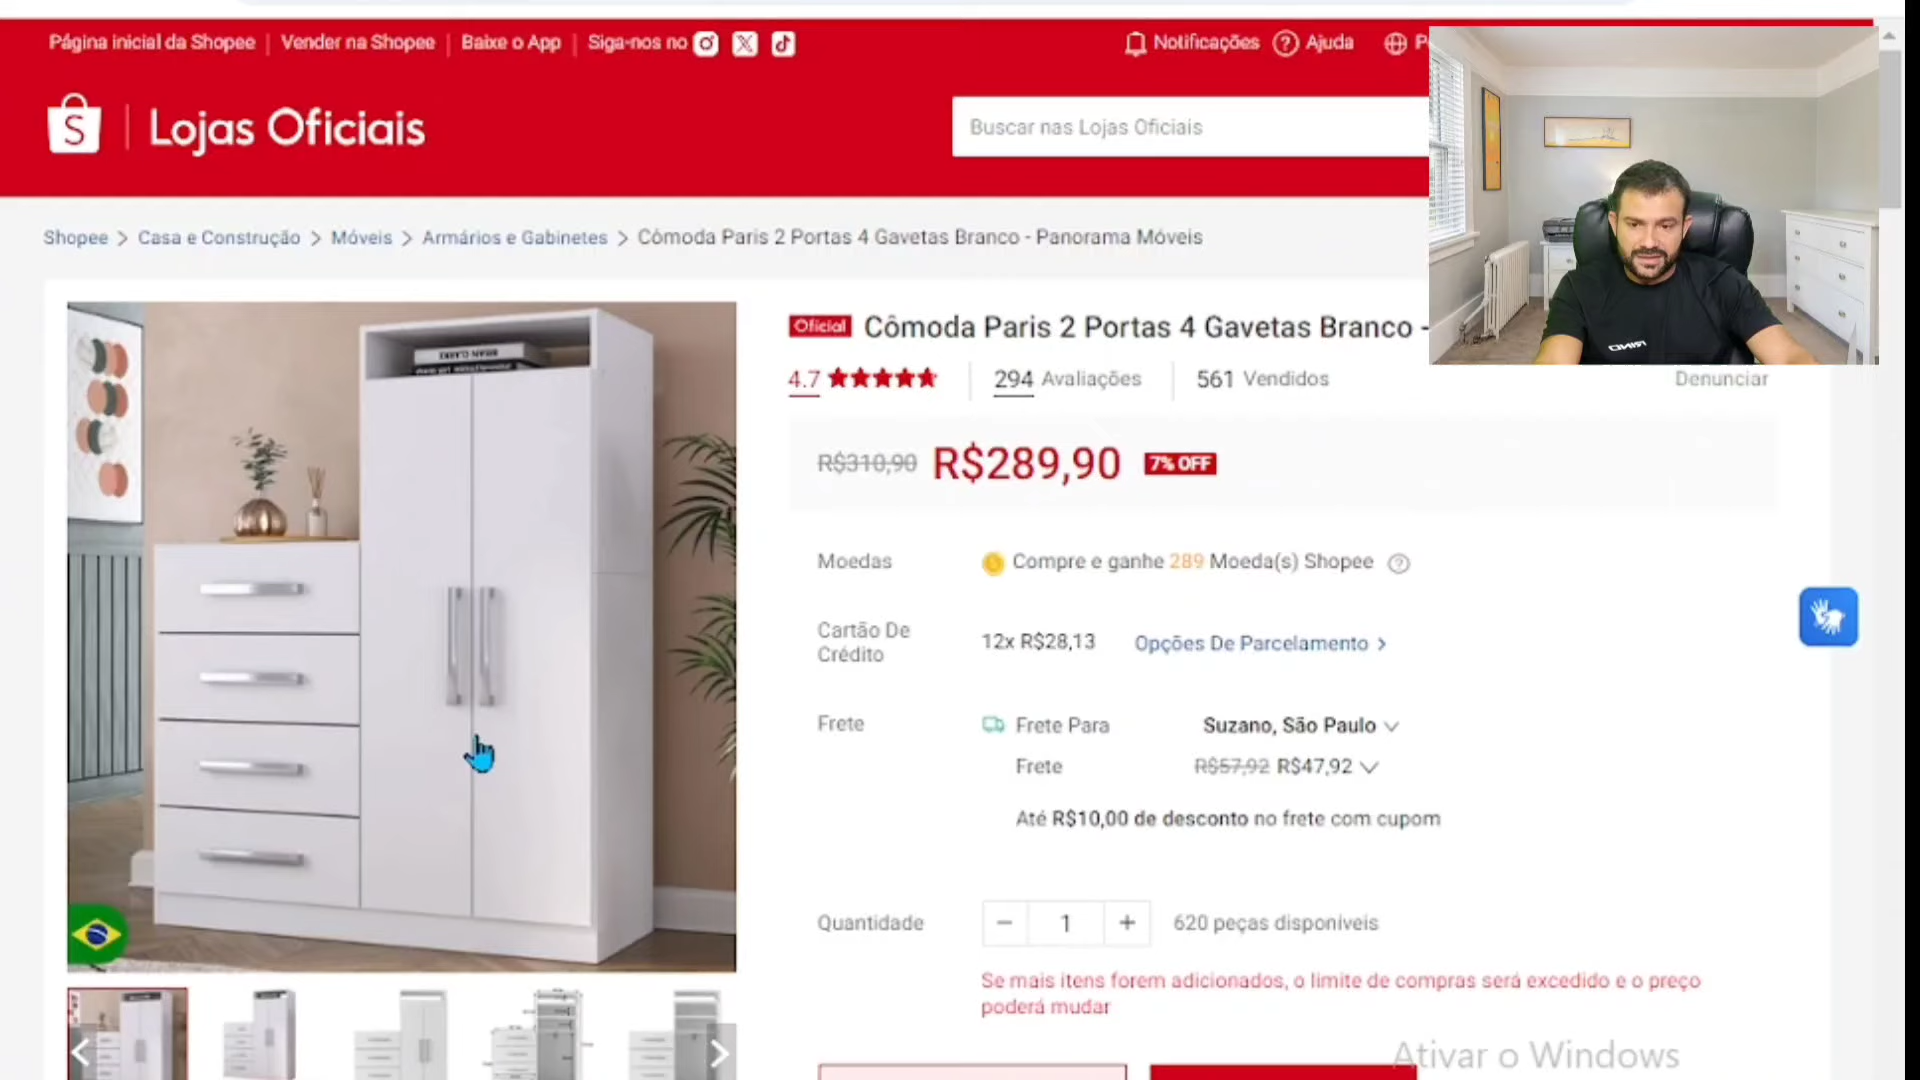 Página inicial da Shopee | Vender na Shopee | Baixe o App | Siga-nos no
Notificações
Ajuda
P
S | Lojas Oficiais
Buscar nas Lojas Oficiais
Shopee > Casa e Construção > Móveis > Armários e Gabinetes > Cômoda Paris 2 Portas 4 Gavetas Branco - Panorama Móveis
Oficial Cômoda Paris 2 Portas 4 Gavetas Branco -
4.7 294 Avaliações 561 Vendidos
Denunciar
R$310,90 R$289,90 7% OFF
Moedas Compre e ganhe 289 Moeda(s) Shopee
Cartão De
Crédito
12x R$28,13 Opções De Parcelamento >
Frete Frete Para Suzano, São Paulo
Frete R$57,92 R$47,92
Até R$10,00 de desconto no frete com cupom
Quantidade − 1 + 620 peças disponíveis
Se mais itens forem adicionados, o limite de compras será excedido e o preço
poderá mudar
Ativar o Windows